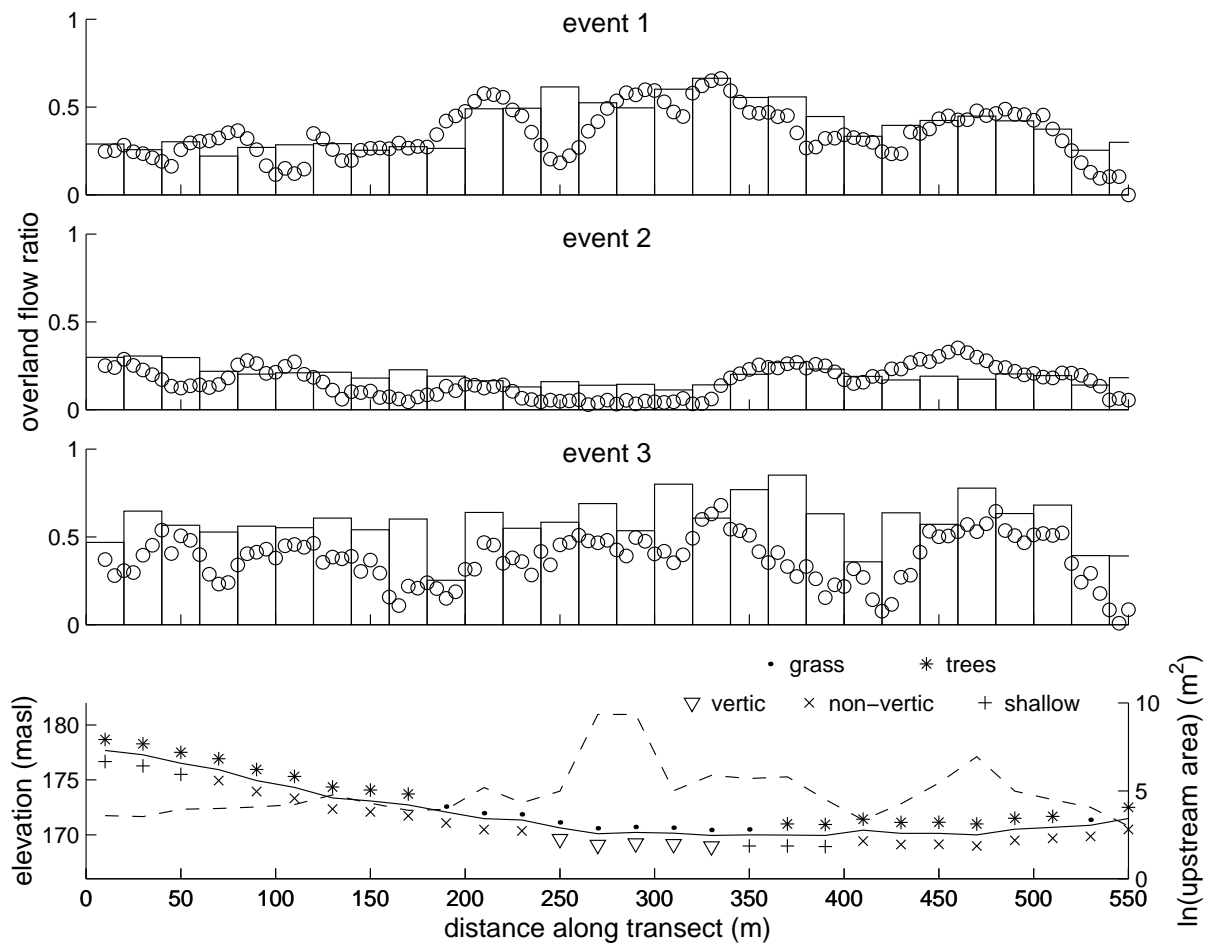 event 1
1
0.5
0
event 2
1
0.5
0
overland flow ratio
event 3
1
0.5
0
grass trees
vertic non−vertic shallow
elevation (masl)
180
175
170
10
5
0
ln(upstream area) (m2)
0 50 100 150 200 250 300 350 400 450 500 550
distance along transect (m)